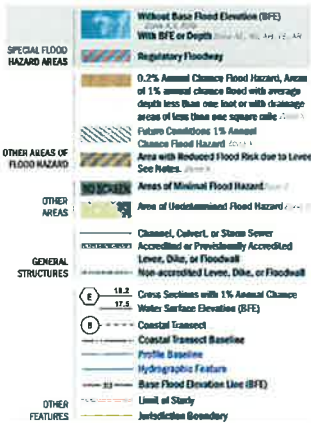 SPECIAL FLOOD
HAZARD AREAS
Without Base Flood Elevation (BFE)
With BFE or Depth
Regulatory Floodway
OTHER AREAS OF
FLOOD HAZARD
0.2% Annual Chance Flood Hazard, Areas
of 1% annual chance flood with average
depth less than one foot or with drainage
areas of less than one square mile
Future Conditions 1% Annual
Chance Flood Hazard
Area with Reduced Flood Risk due to Levee
See Notes.
OTHER
AREAS
NO SCREEN
Areas of Minimal Flood Hazard
Area of Undetermined Flood Hazard
GENERAL
STRUCTURES
Channel, Culvert, or Storm Sewer
Accredited or Provisionally Accredited
Levee, Dike, or Floodwall
Non-accredited Levee, Dike, or Floodwall
E 18.2 Cross Sections with 1% Annual Chance
17.5 Water Surface Elevation (BFE)
8 Coastal Transect
Coastal Transect Baseline
Profile Baseline
Hydrographic Feature
Base Flood Elevation Line (BFE)
OTHER
FEATURES
Limit of Study
Jurisdiction Boundary